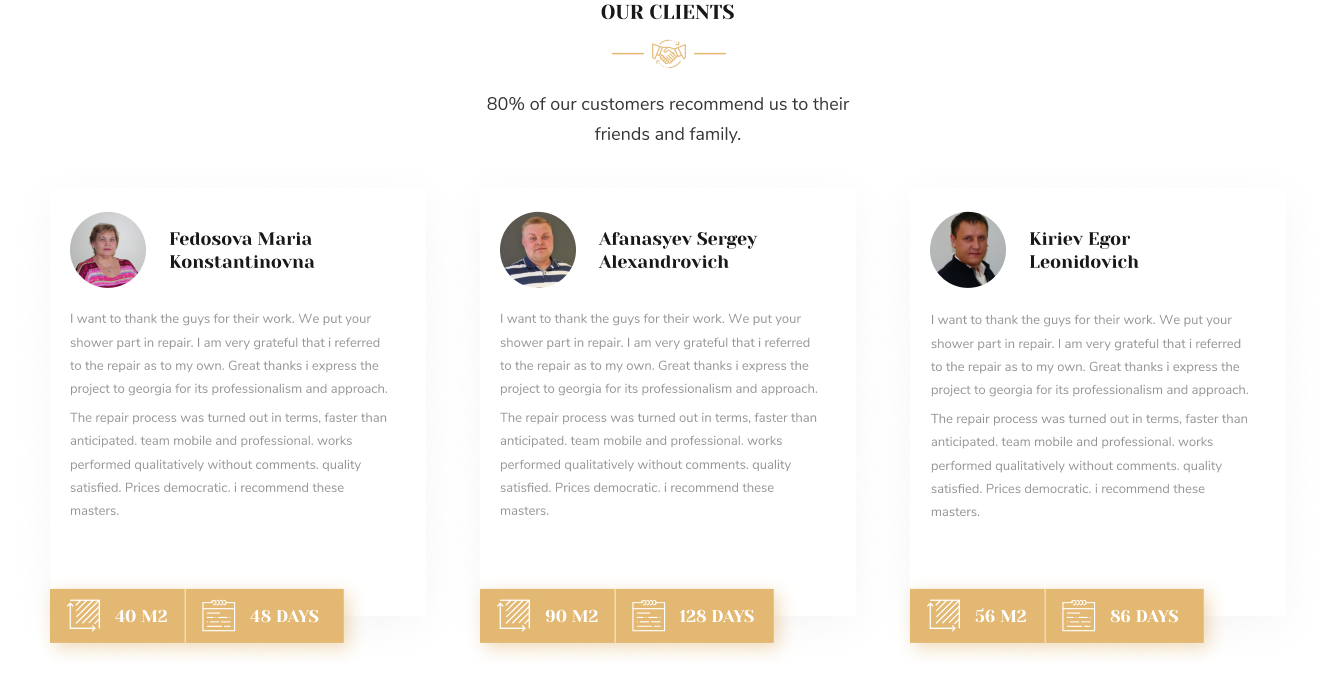 OUR CLIENTS
80% of our customers recommend us to their
friends and family.
Fedosova Maria
Konstantinovna
I want to thank the guys for their work. We put your
shower part in repair. I am very grateful that i referred
to the repair as to my own. Great thanks i express the
project to georgia for its professionalism and approach.
The repair process was turned out in terms, faster than
anticipated. team mobile and professional. works
performed qualitatively without comments. quality
satisfied. Prices democratic. i recommend these
masters.
40 M2
48 DAYS
Afanasyev Sergey
Alexandrovich
I want to thank the guys for their work. We put your
shower part in repair. I am very grateful that i referred
to the repair as to my own. Great thanks i express the
project to georgia for its professionalism and approach.
The repair process was turned out in terms, faster than
anticipated. team mobile and professional. works
performed qualitatively without comments. quality
satisfied. Prices democratic. i recommend these
masters.
90 M2
128 DAYS
Kiriev Egor
Leonidovich
I want to thank the guys for their work. We put your
shower part in repair. I am very grateful that i referred
to the repair as to my own. Great thanks i express the
project to georgia for its professionalism and approach.
The repair process was turned out in terms, faster than
anticipated. team mobile and professional. works
performed qualitatively without comments. quality
satisfied. Prices democratic. i recommend these
masters.
56 M2
86 DAYS